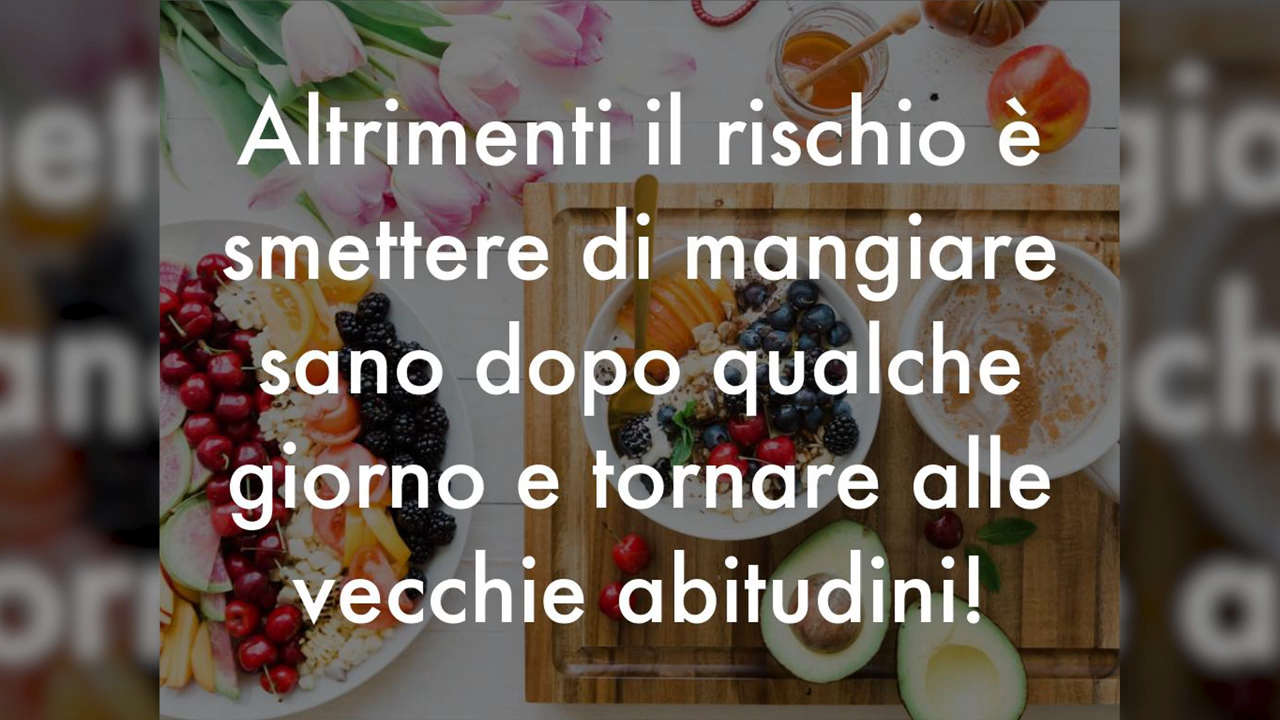 Altrimenti il rischio è
smettere di mangiare
sano dopo qualche
giorno e tornare alle
vecchie abitudini!